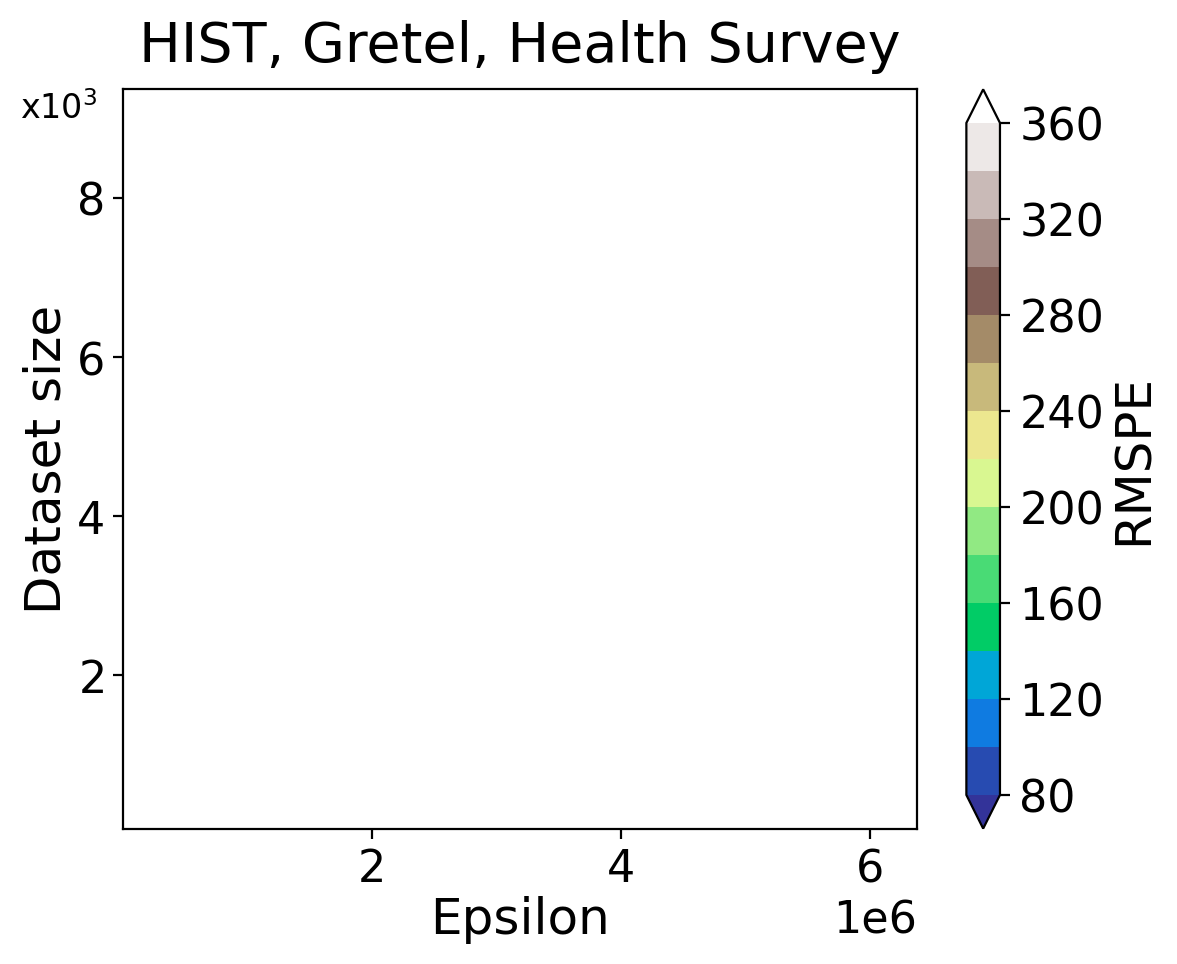 HIST, Gretel, Health Survey
x10³
8
6
4
2
Dataset size
2 4 6
1e6
Epsilon
360
320
280
240
200
160
120
80
RMSPE